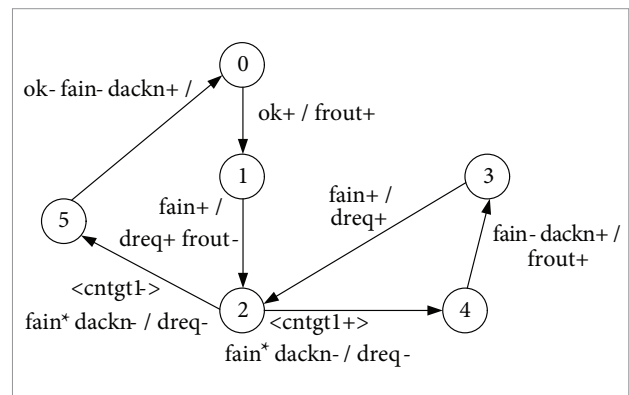 0
ok- fain- dackn+ /
ok+ / frout+
1
3
fain+ /
dreq+ frout-
fain+ /
dreq+
5
fain- dackn+ /
frout+
<cntgt1->
fain* dackn- / dreq-
2
<cntgt1+>
fain* dackn- / dreq-
4